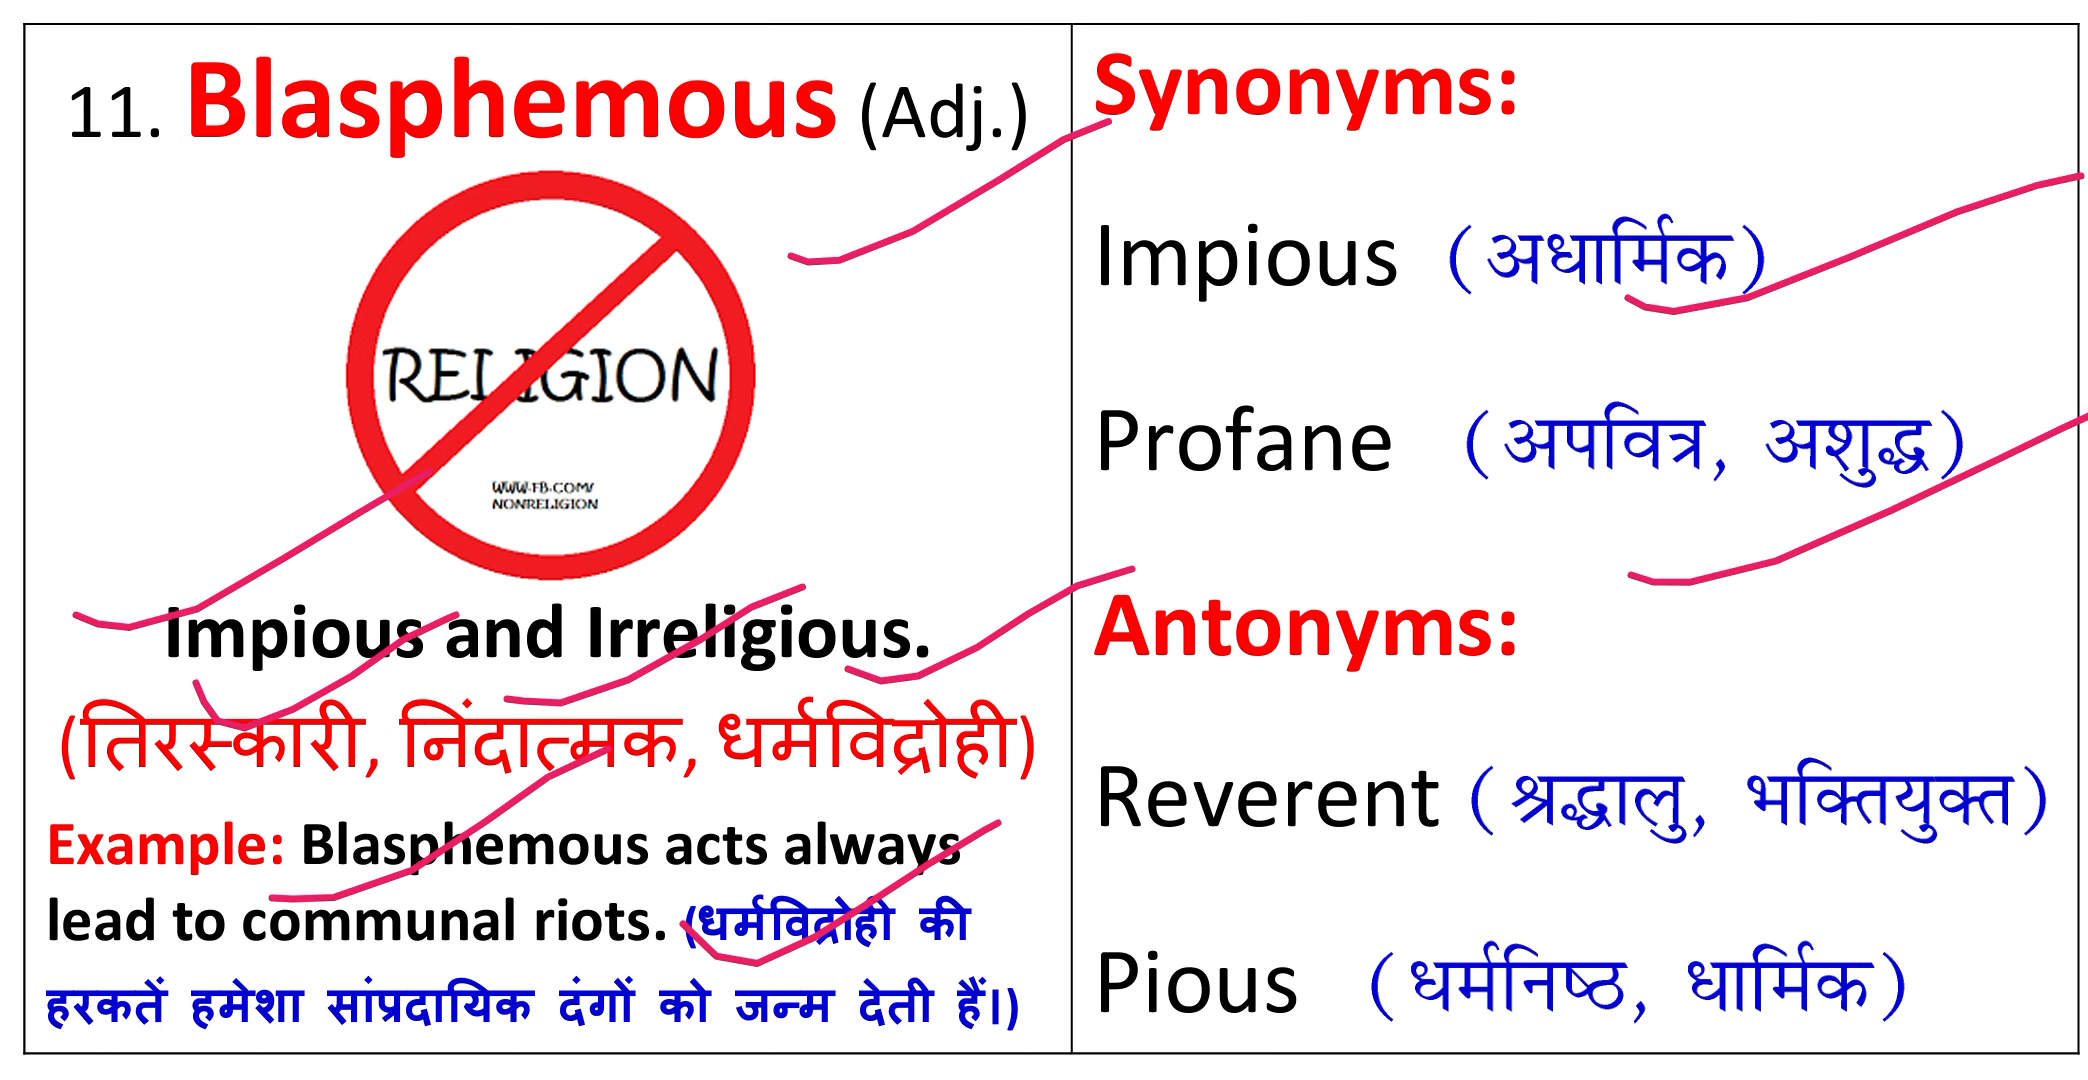 11. Blasphemous (Adj.)
RELIGION
WWW.FB.COM/
NONRELIGION
Impious and Irreligious.
(तिरस्कारी, निंदात्मक, धर्मविद्रोही)
Example: Blasphemous acts always
lead to communal riots. (धर्मविद्रोही की
हरकतें हमेशा सांप्रदायिक दंगों को जन्म देती हैं।)
Synonyms:
Impious (अधार्मिक)
Profane (अपवित्र, अशुद्ध)
Antonyms:
Reverent (श्रद्धालु, भक्तियुक्त)
Pious (धर्मनिष्ठ, धार्मिक)